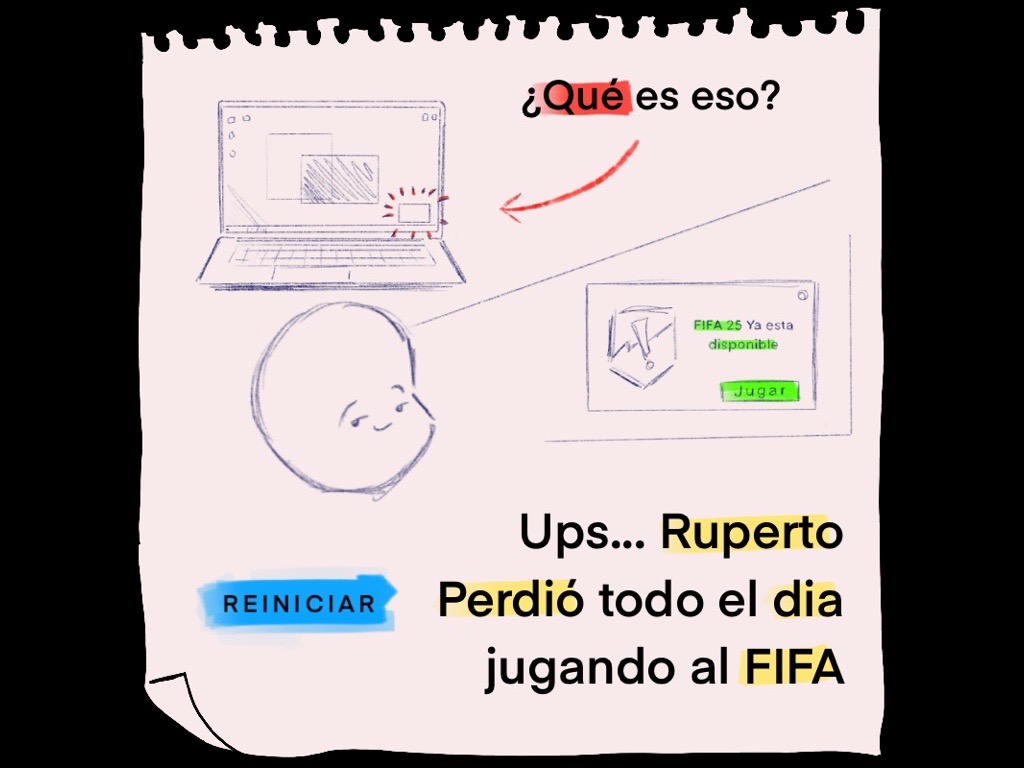 ¿Qué es eso?
FIFA 25 Ya esta
disponible
Jugar
Ups... Ruperto
Perdió todo el dia
jugando al FIFA
REINICIAR